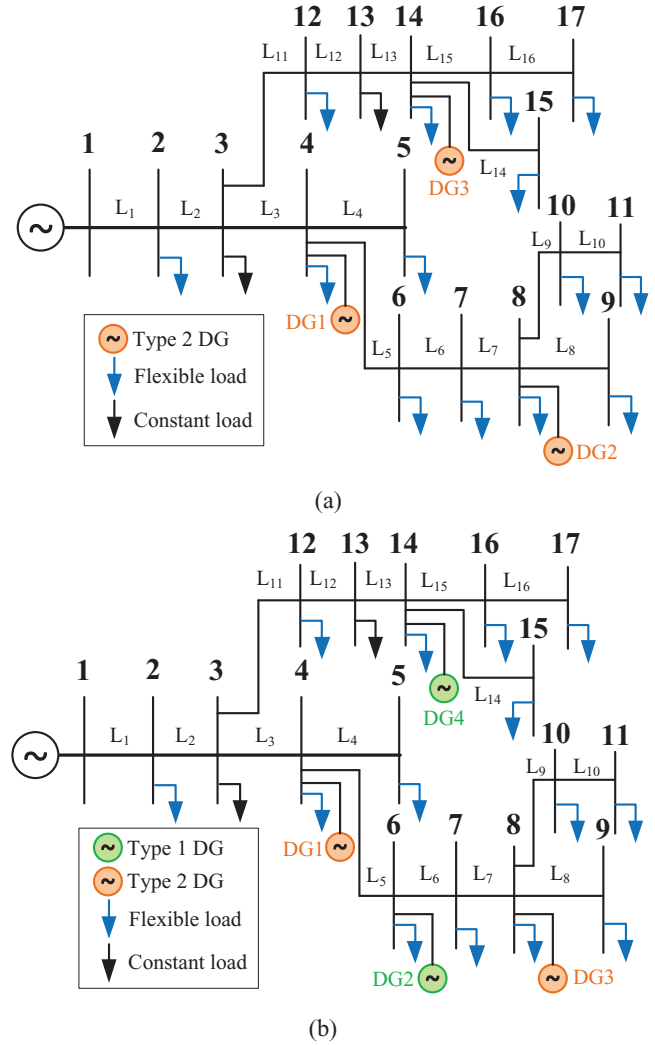 12 13 14 16 17
L11 L12 L13 L15 L16
15
1 2 3 4 5
DG3
L14
L1 L2 L3 L4
10 11
L9 L10
6 7 8 9
DG1
L5 L6 L7 L8
Type 2 DG
Flexible load
Constant load
DG2
(a)
12 13 14 16 17
L11 L12 L13 L15 L16
15
1 2 3 4 5
DG4
L14
L1 L2 L3 L4
10 11
L9 L10
6 7 8 9
DG1
L5 L6 L7 L8
Type 1 DG
Type 2 DG
Flexible load
Constant load
DG2 DG3
(b)